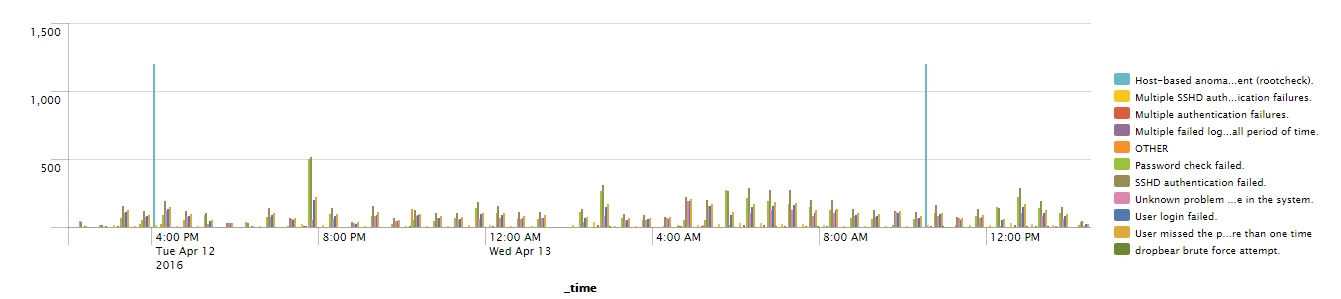 1,500
1,000
500
4:00 PM
Tue Apr 12
2016
8:00 PM
12:00 AM
Wed Apr 13
4:00 AM
8:00 AM
12:00 PM
_time
Host-based anoma...ent (rootcheck).
Multiple SSHD auth...ication failures.
Multiple authentication failures.
Multiple failed log...all period of time.
OTHER
Password check failed.
SSHD authentication failed.
Unknown problem ...e in the system.
User login failed.
User missed the p...re than one time
dropbear brute force attempt.